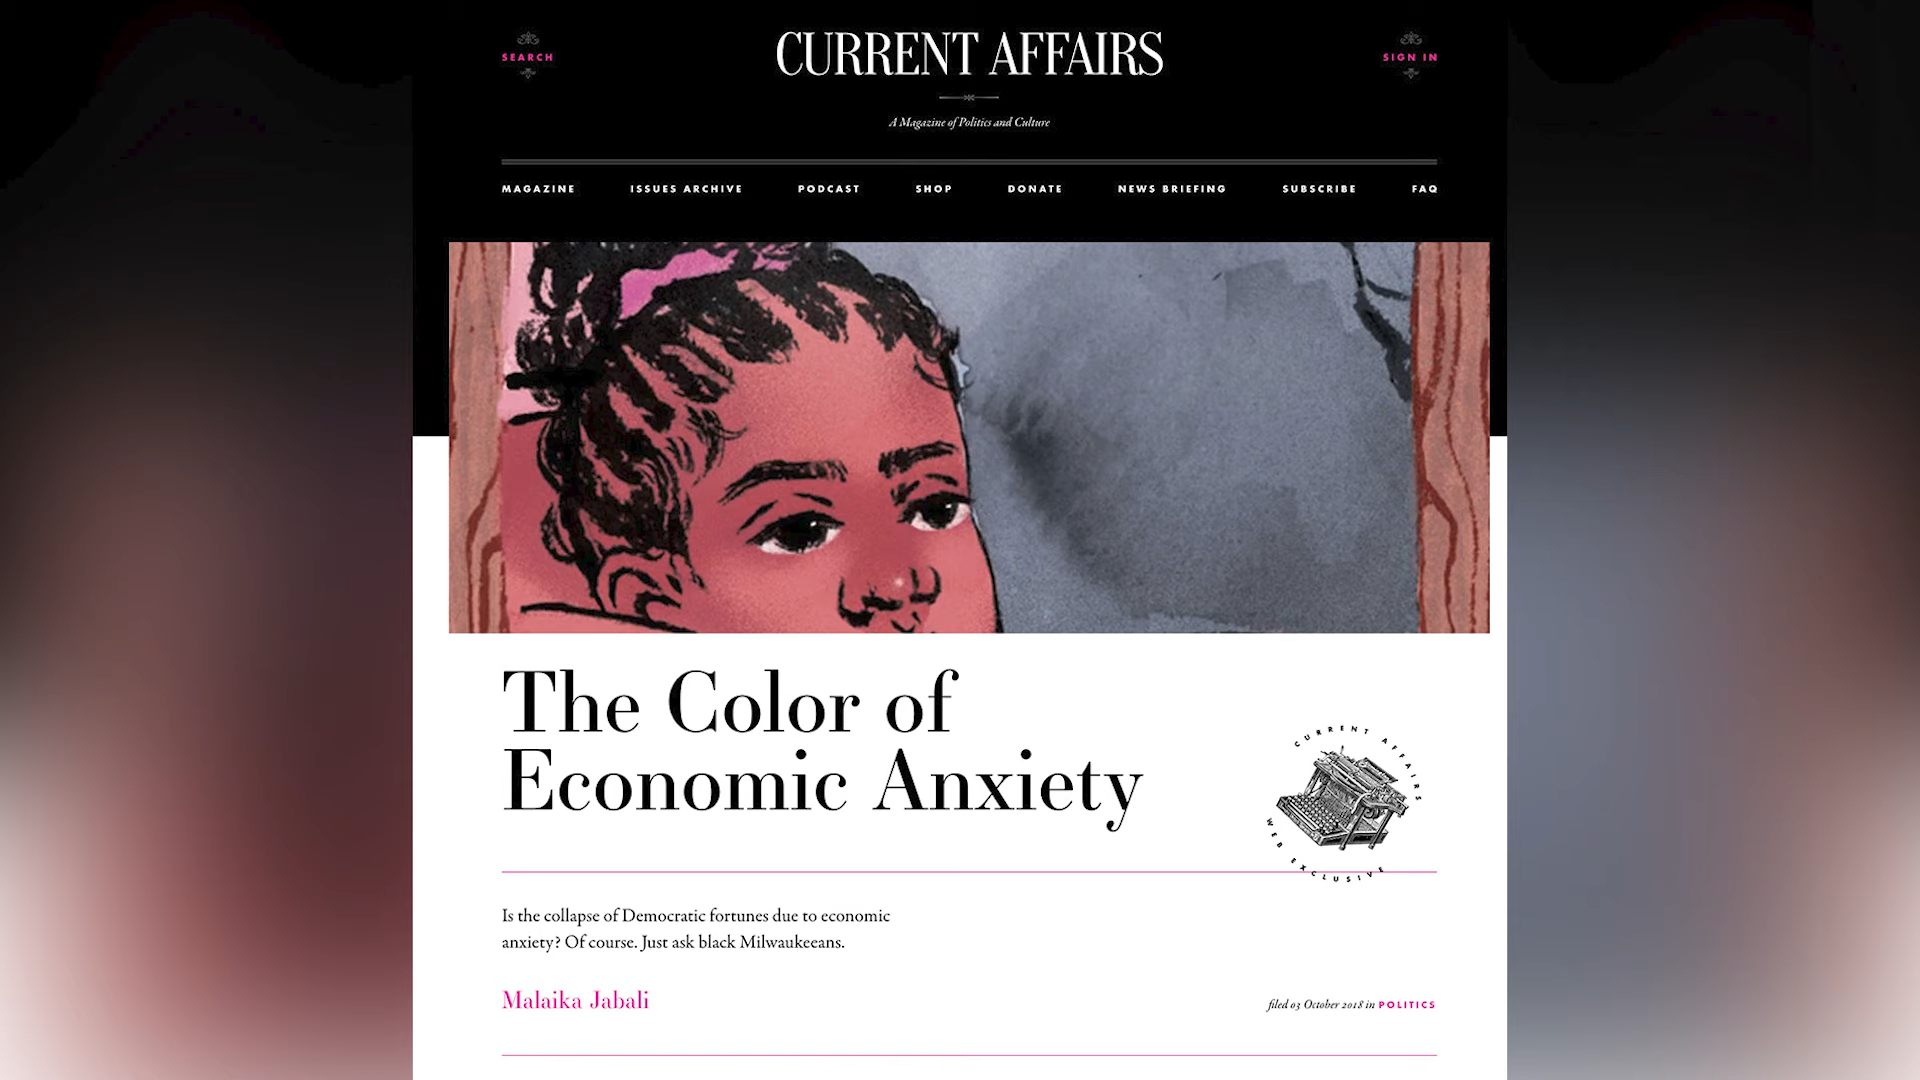 SEARCH
CURRENT AFFAIRS
SIGN IN
A Magazine of Politics and Culture
MAGAZINE ISSUES ARCHIVE PODCAST SHOP DONATE NEWS BRIEFING SUBSCRIBE FAQ
The Color of
Economic Anxiety
CURRENT AFFAIRS
WEB EXCLUSIVE
Is the collapse of Democratic fortunes due to economic
anxiety? Of course. Just ask black Milwaukeeans.
Malaika Jabali
filed 03 October 2018 in POLITICS